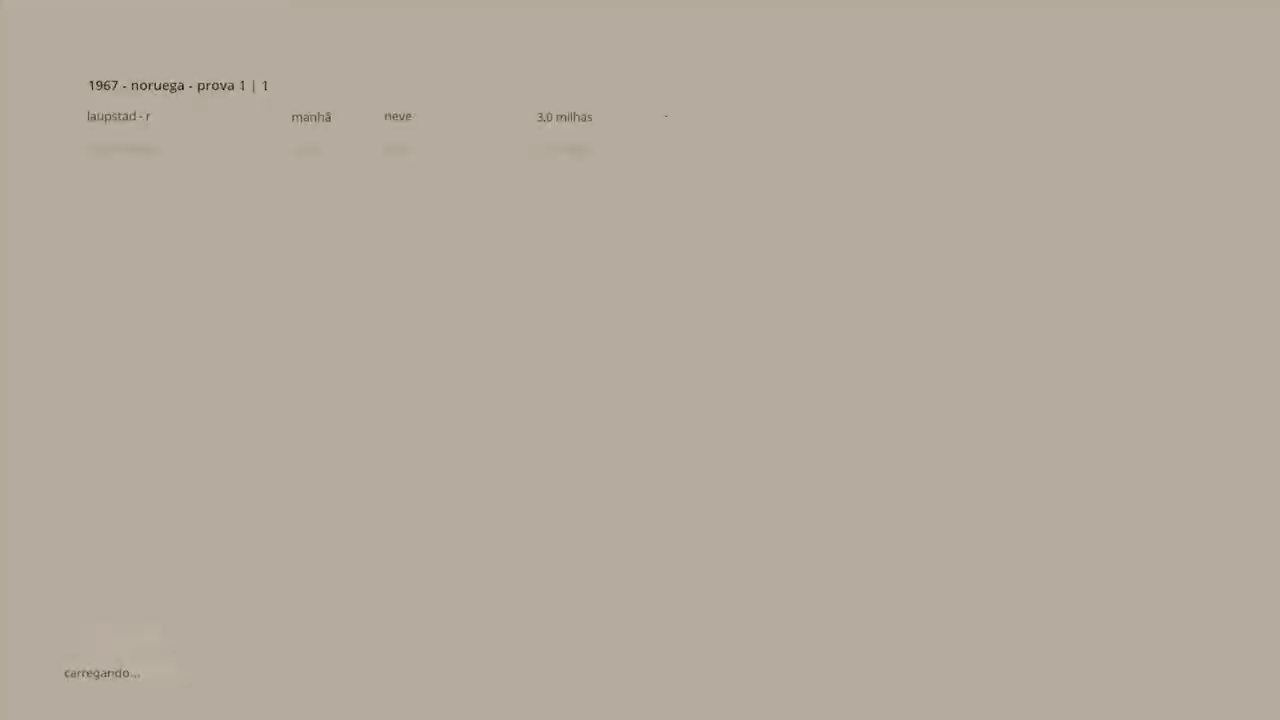 1967 - noruega - prova 1 | 1
laupstad - r manhã neve 3,0 milhas -
carregando...